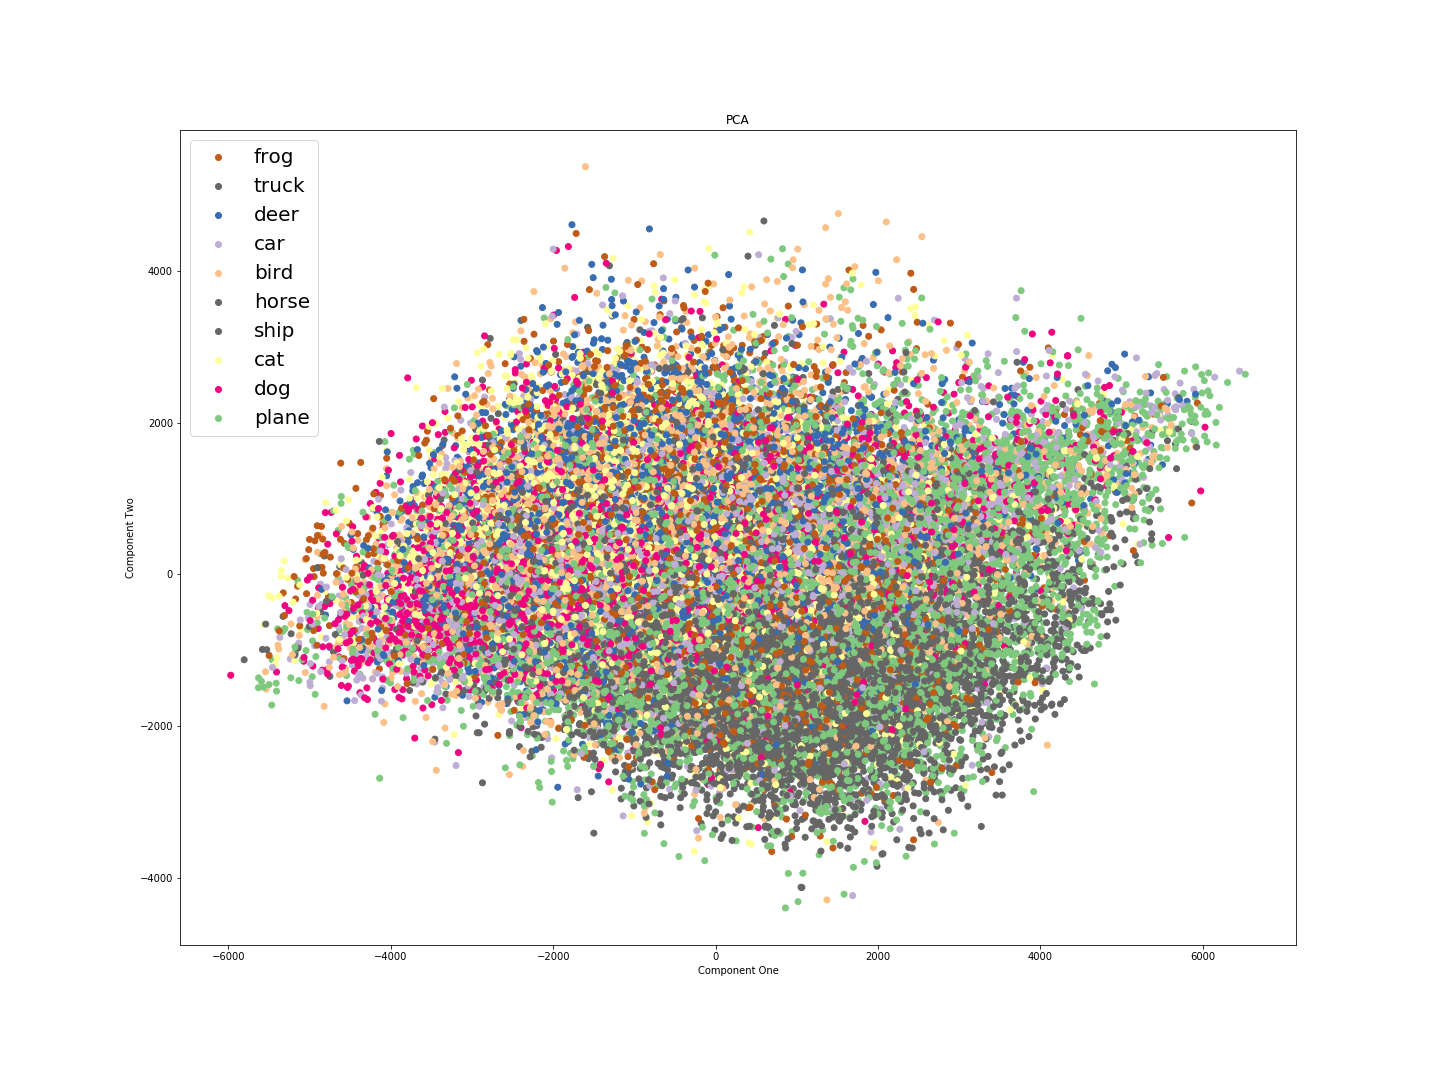 PCA
frog
truck
deer
car
bird
horse
ship
cat
dog
plane
4000
2000
0
−2000
−4000
Component Two
−6000 −4000 −2000 0 2000 4000 6000
Component One